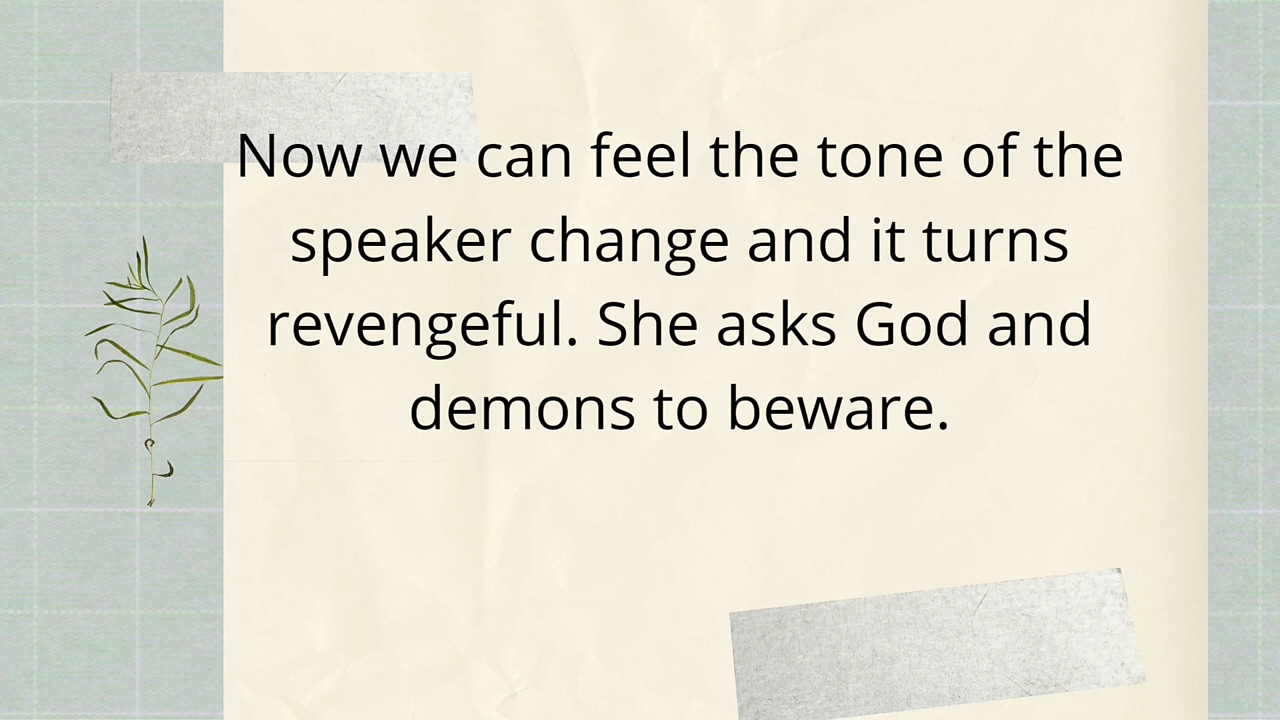 Now we can feel the tone of the
speaker change and it turns
revengeful. She asks God and
demons to beware.